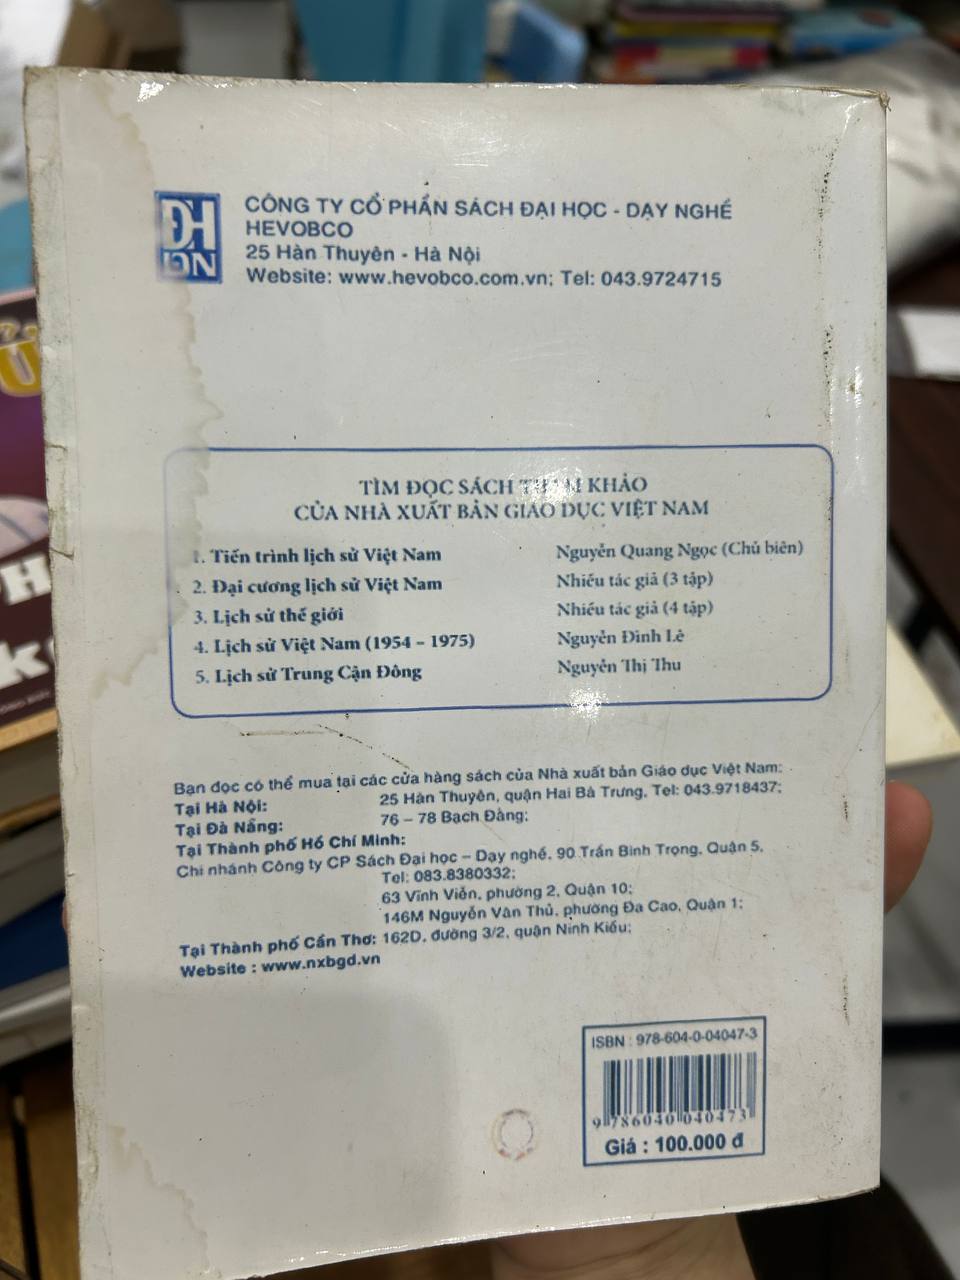 ĐH
DN
CÔNG TY CỔ PHẦN SÁCH ĐẠI HỌC - DẠY NGHỀ
HEVOBCO
25 Hàn Thuyên - Hà Nội
Website: www.hevobco.com.vn; Tel: 043.9724715
TÌM ĐỌC SÁCH THAM KHẢO
CỦA NHÀ XUẤT BẢN GIÁO DỤC VIỆT NAM
1. Tiến trình lịch sử Việt Nam Nguyễn Quang Ngọc (Chủ biên)
2. Đại cương lịch sử Việt Nam Nhiều tác giả (3 tập)
3. Lịch sử thế giới Nhiều tác giả (4 tập)
4. Lịch sử Việt Nam (1954 – 1975) Nguyễn Đình Lê
5. Lịch sử Trung Cận Đông Nguyễn Thị Thu
Bạn đọc có thể mua tại các cửa hàng sách của Nhà xuất bản Giáo dục Việt Nam:
Tại Hà Nội: 25 Hàn Thuyên, quận Hai Bà Trưng, Tel: 043.9718437;
Tại Đà Nẵng: 76 – 78 Bạch Đằng;
Tại Thành phố Hồ Chí Minh:
Chi nhánh Công ty CP Sách Đại học – Dạy nghề, 90 Trần Bình Trọng, Quận 5,
Tel: 083.8380332;
63 Vĩnh Viễn, phường 2, Quận 10;
146M Nguyễn Văn Thủ, phường Đa Cao, Quận 1;
Tại Thành phố Cần Thơ: 162D, đường 3/2, quận Ninh Kiều;
Website : www.nxbgd.vn
ISBN : 978-604-0-04047-3
9 786040 040473
Giá : 100.000 đ